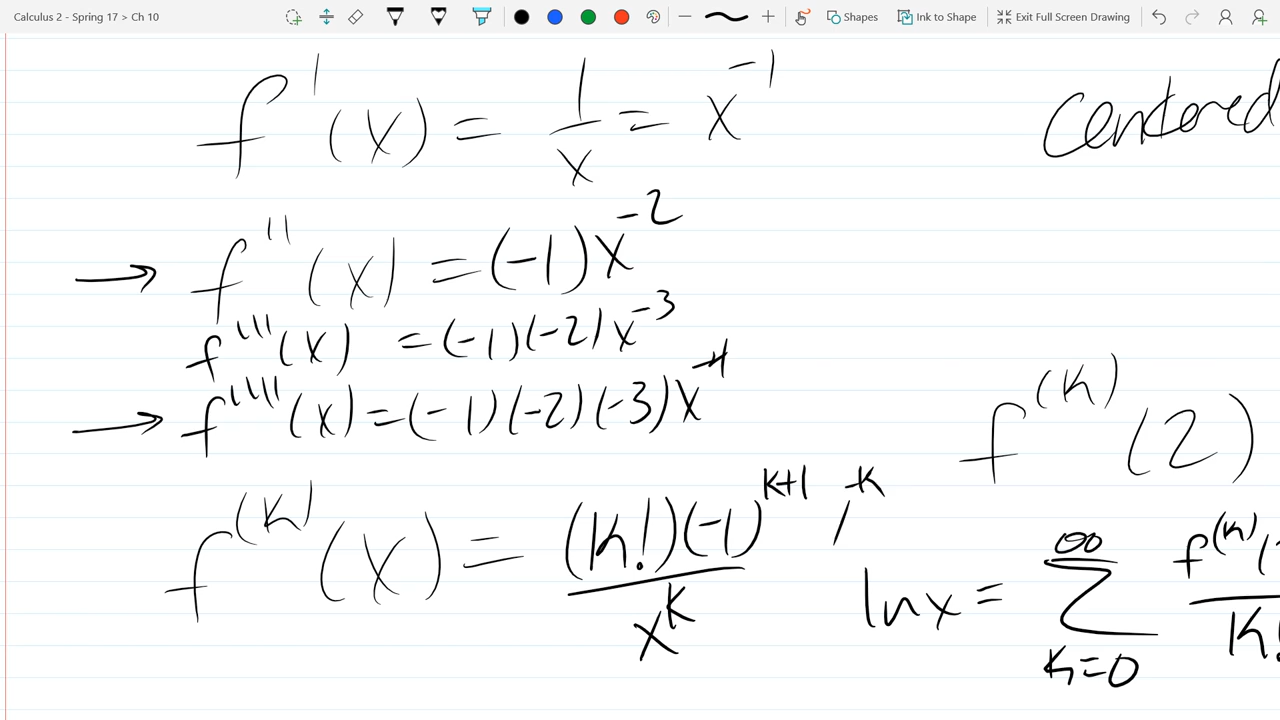 Calculus 2 - Spring 17 > Ch 10
Shapes
Ink to Shape
Exit Full Screen Drawing
f'(x) = 1/x = x^-1
Centered
→ f''(x) = (-1)x^-2
f'''(x) = (-1)(-2)x^-3
→ f''''(x) = (-1)(-2)(-3)x^-4
f^(k)(2)
f^(k)(x) = (k!)(-1)^k+1 / x^k
-k
ln x = ∑ k=0 ∞ f^(k)( / k!